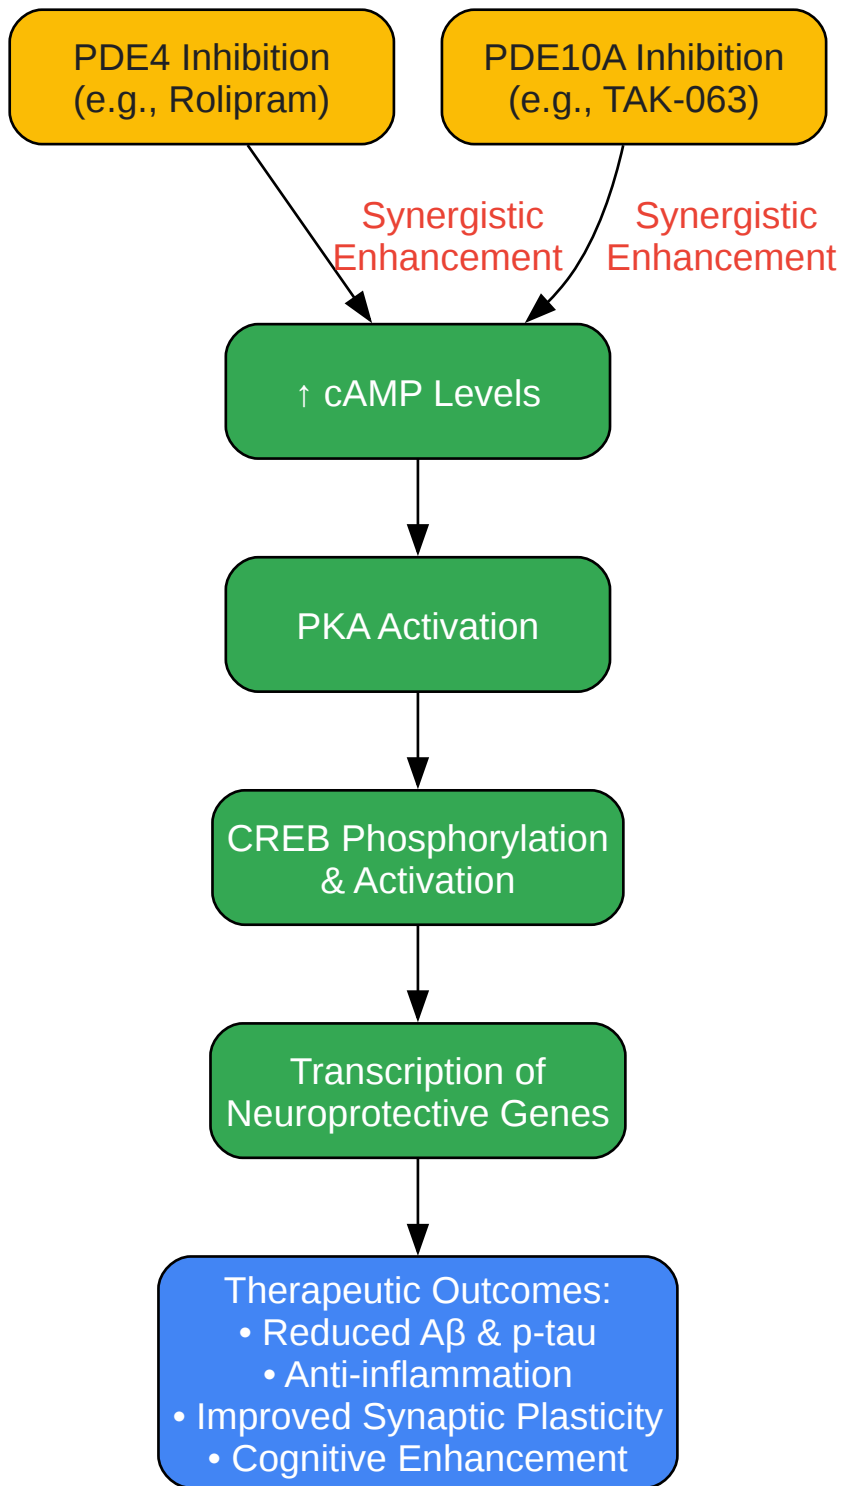 PDE4 Inhibition
(e.g., Rolipram)
PDE10A Inhibition
(e.g., TAK-063)
Synergistic
Enhancement
Synergistic
Enhancement
↑ cAMP Levels
PKA Activation
CREB Phosphorylation
& Activation
Transcription of
Neuroprotective Genes
Therapeutic Outcomes:
• Reduced Aβ & p-tau
• Anti-inflammation
• Improved Synaptic Plasticity
• Cognitive Enhancement